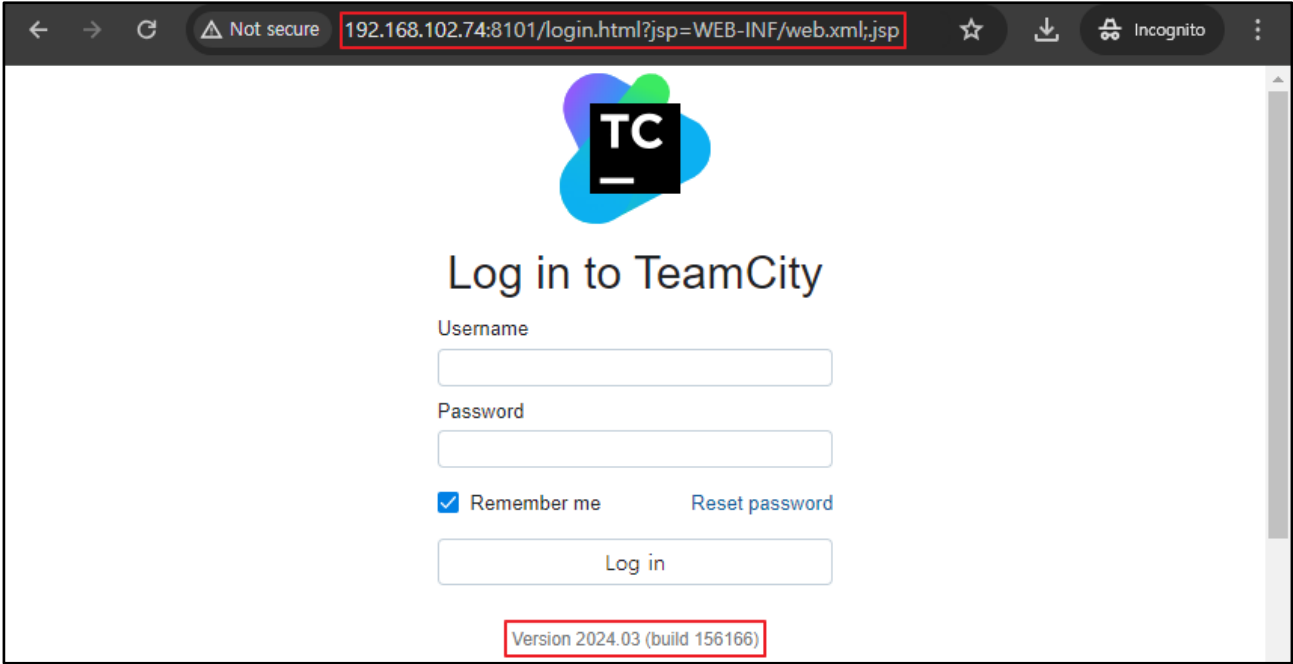 Not secure 192.168.102.74:8101/login.html?jsp=WEB-INF/web.xml;.jsp Incognito
TC
Log in to TeamCity
Username
Password
Remember me Reset password
Log in
Version 2024.03 (build 156166)